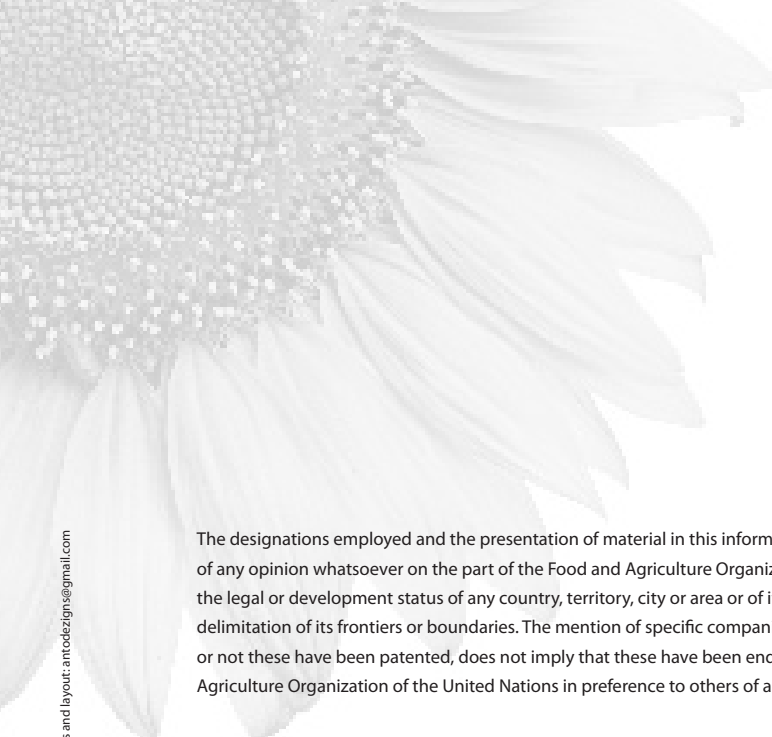 The designations employed and the presentation of material in this inform
of any opinion whatsoever on the part of the Food and Agriculture Organiz
the legal or development status of any country, territory, city or area or of i
delimitation of its frontiers or boundaries. The mention of specific compan
or not these have been patented, does not imply that these have been end
Agriculture Organization of the United Nations in preference to others of a
s and layout: antodezigns@gmail.com